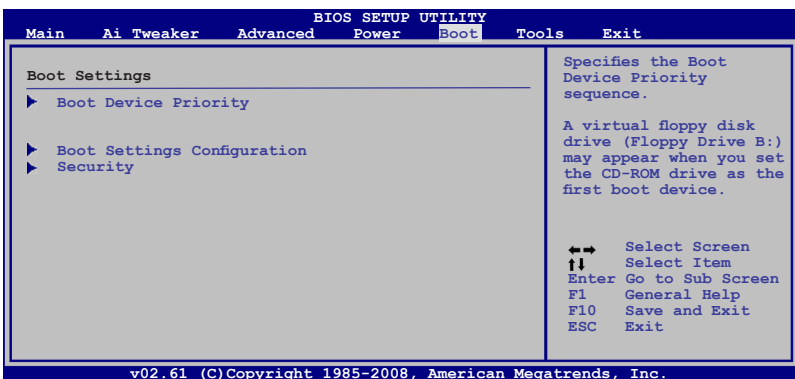 BIOS SETUP UTILITY
Main Ai Tweaker Advanced Power Boot Tools Exit
Boot Settings
Boot Device Priority
Boot Settings Configuration
Security
Specifies the Boot
Device Priority
sequence.
A virtual floppy disk
drive (Floppy Drive B:)
may appear when you set
the CD-ROM drive as the
first boot device.
←→ Select Screen
↑↓ Select Item
Enter Go to Sub Screen
F1 General Help
F10 Save and Exit
ESC Exit
v02.61 (C)Copyright 1985-2008, American Megatrends, Inc.